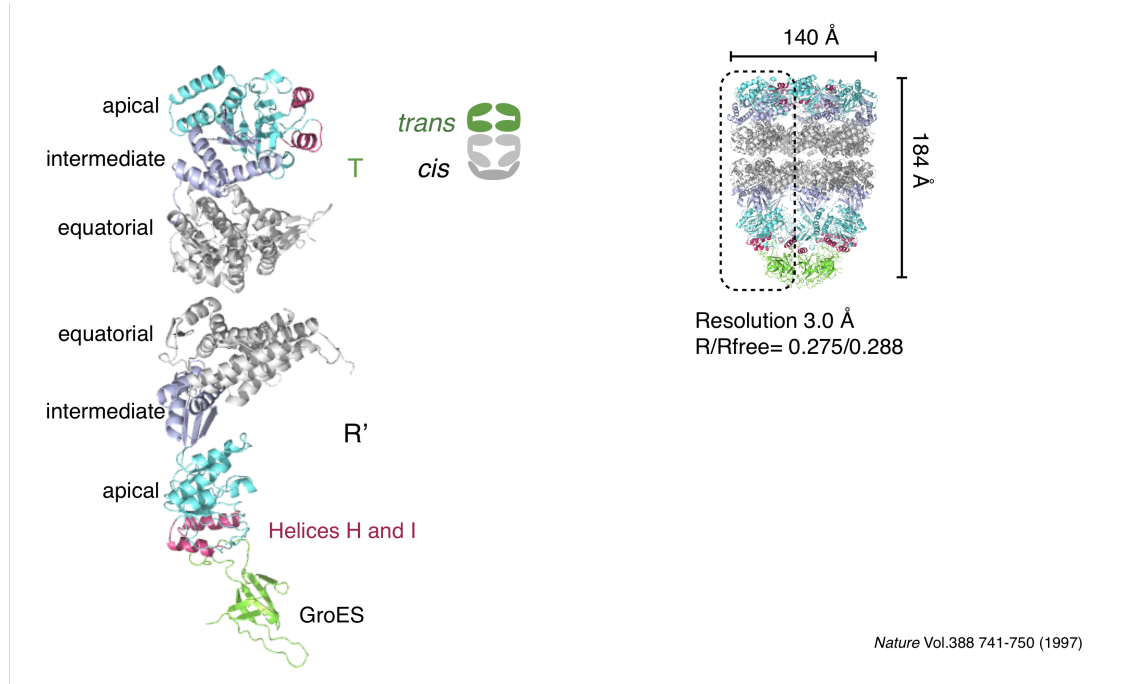 apical
intermediate
equatorial
T
trans
cis
equatorial
intermediate
R’
apical
Helices H and I
GroES
140 Å
184 Å
Resolution 3.0 Å
R/Rfree= 0.275/0.288
Nature Vol.388 741-750 (1997)